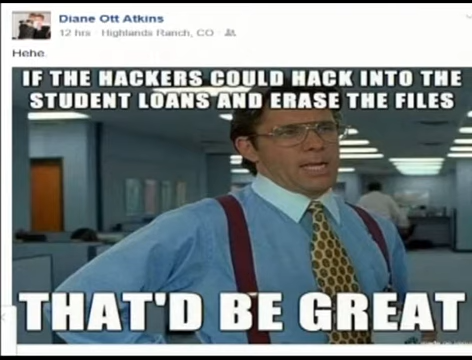 Diane Ott Atkins
12 hrs · Highlands Ranch, CO ·
Hehe.
IF THE HACKERS COULD HACK INTO THE
STUDENT LOANS AND ERASE THE FILES
THAT'D BE GREAT